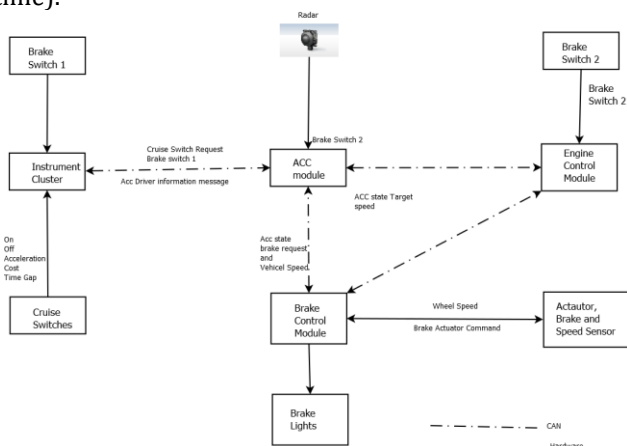 Radar
Brake
Switch 1
Brake
Switch 2
Brake
Switch 2
Cruise Switch Request
Brake switch 1
Brake Switch 2
Instrument
Cluster
ACC
module
Engine
Control
Module
Acc Driver information message
ACC state Target
speed
On
Off
Acceleration
Cost
Time Gap
Acc state
brake request
and
Vehicel Speed
Cruise
Switches
Brake
Control
Module
Wheel Speed
Brake Actuator Command
Actautor,
Brake and
Speed Sensor
Brake
Lights
CAN